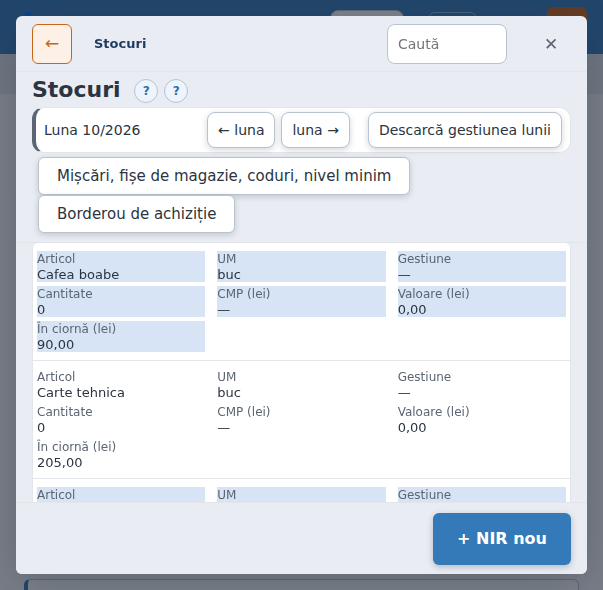 ← Stocuri Caută ✕
Stocuri ? ?
Luna 10/2026 ← luna luna → Descarcă gestiunea lunii
Mișcări, fișe de magazie, coduri, nivel minim
Borderou de achiziție
Articol UM Gestiune
Cafea boabe buc —
Cantitate CMP (lei) Valoare (lei)
0 — 0,00
În ciornă (lei)
90,00
Articol UM Gestiune
Carte tehnica buc —
Cantitate CMP (lei) Valoare (lei)
0 — 0,00
În ciornă (lei)
205,00
Articol UM Gestiune
+ NIR nou